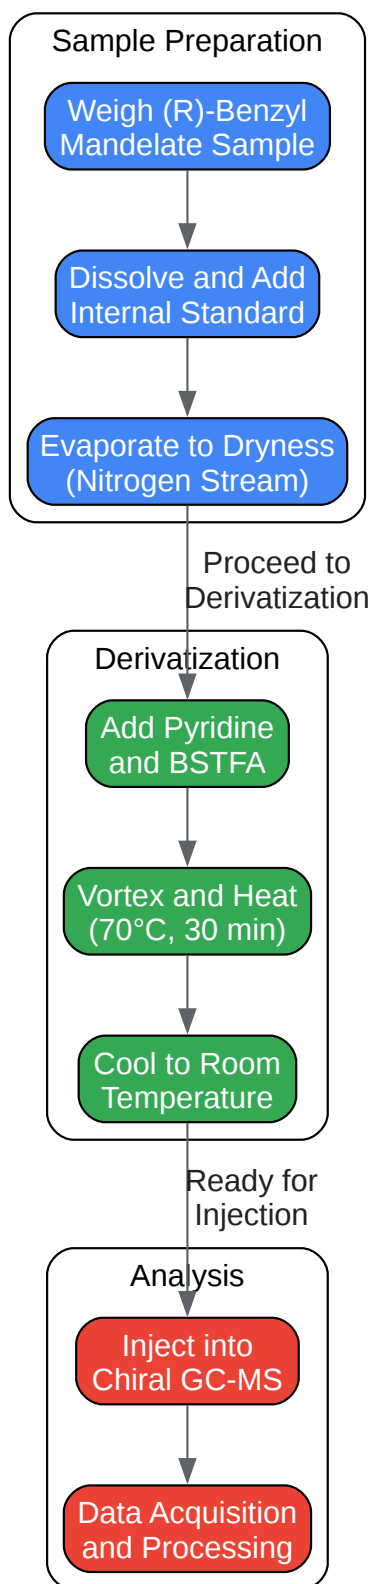 Sample Preparation
Weigh (R)-Benzyl
Mandelate Sample
Dissolve and Add
Internal Standard
Evaporate to Dryness
(Nitrogen Stream)
Proceed to
Derivatization
Derivatization
Add Pyridine
and BSTFA
Vortex and Heat
(70°C, 30 min)
Cool to Room
Temperature
Ready for
Injection
Analysis
Inject into
Chiral GC-MS
Data Acquisition
and Processing